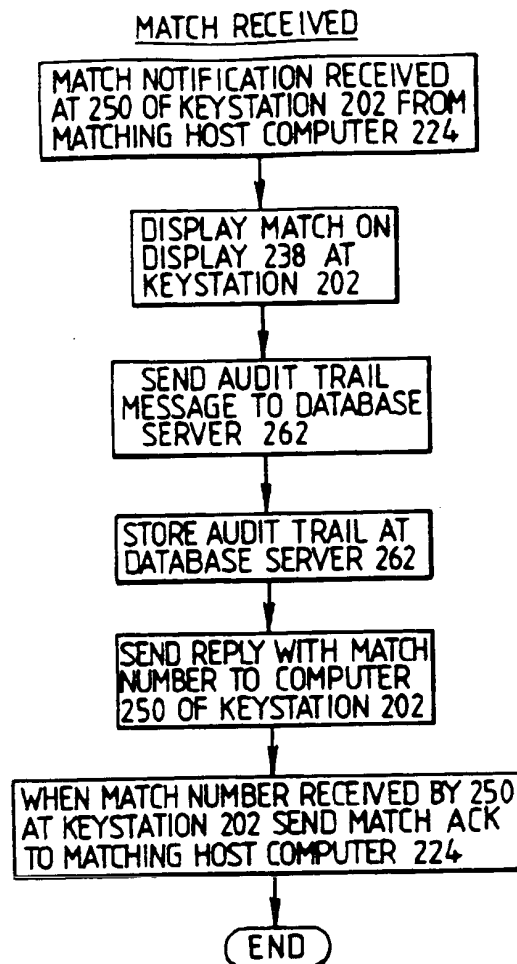 MATCH RECEIVED
MATCH NOTIFICATION RECEIVED
AT 250 OF KEYSTATION 202 FROM
MATCHING HOST COMPUTER 224
DISPLAY MATCH ON
DISPLAY 238 AT
KEYSTATION 202
SEND AUDIT TRAIL
MESSAGE TO DATABASE
SERVER 262
STORE AUDIT TRAIL AT
DATABASE SERVER 262
SEND REPLY WITH MATCH
NUMBER TO COMPUTER
250 OF KEYSTATION 202
WHEN MATCH NUMBER RECEIVED BY 250
AT KEYSTATION 202 SEND MATCH ACK
TO MATCHING HOST COMPUTER 224
END